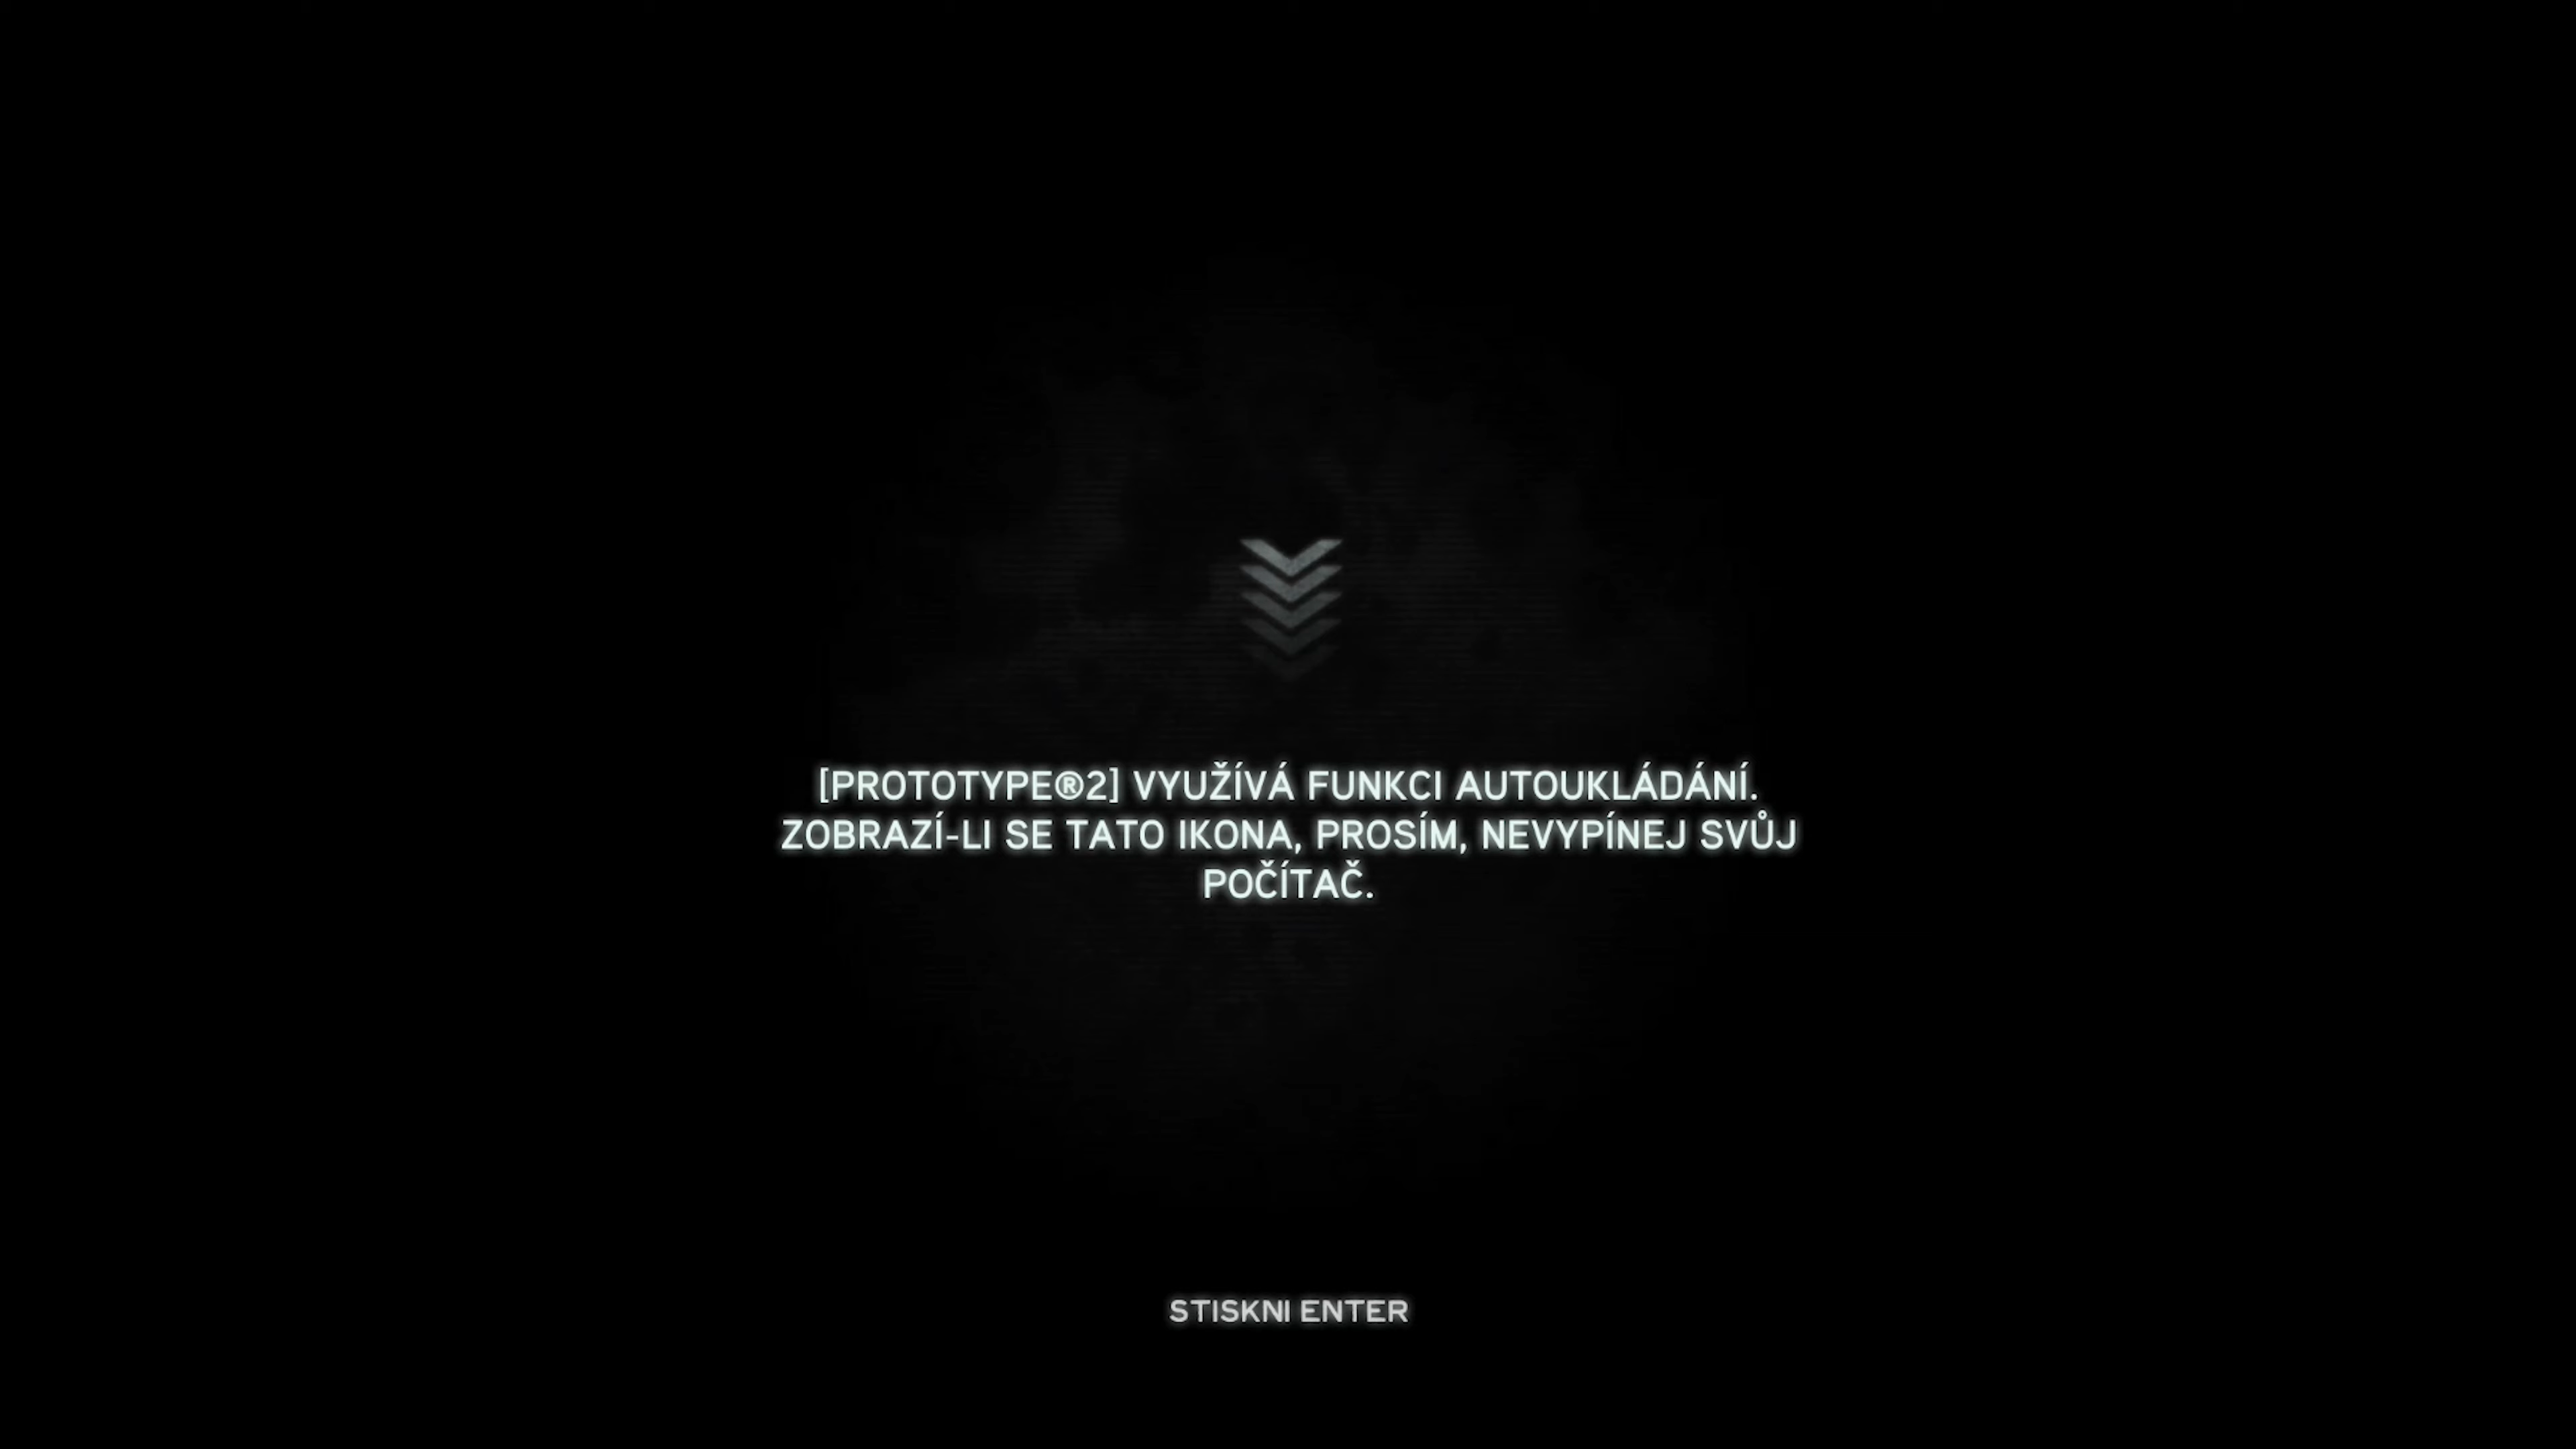 [PROTOTYPE®2] VYUŽÍVÁ FUNKCI AUTOUKLÁDÁNÍ.
ZOBRAZÍ-LI SE TATO IKONA, PROSÍM, NEVYPÍNEJ SVŮJ
POČÍTAČ.
STISKNI ENTER